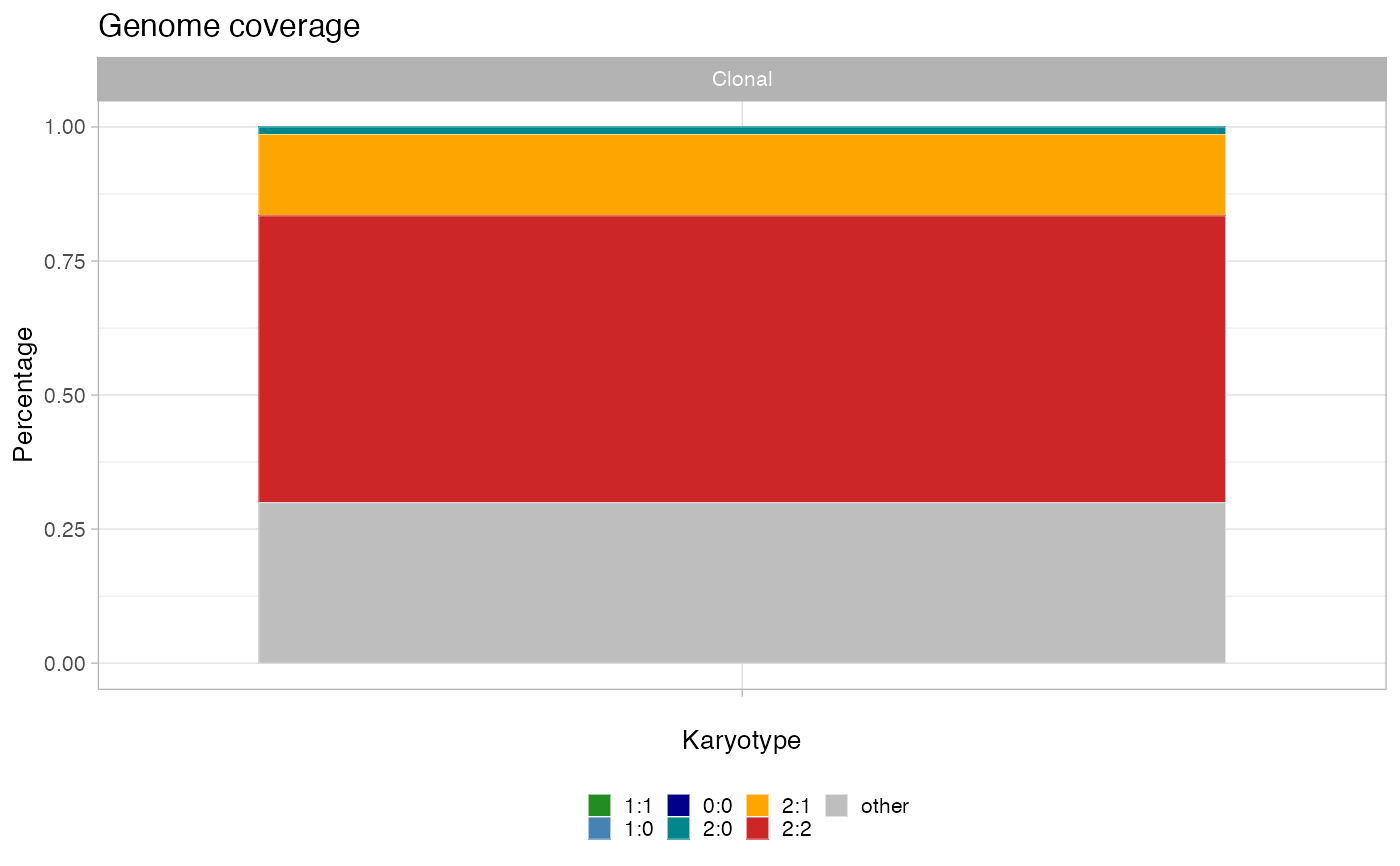 Genome coverage
Clonal
1.00
0.75
0.50
0.25
0.00
Percentage
Karyotype
1:1 0:0 2:1 other
1:0 2:0 2:2